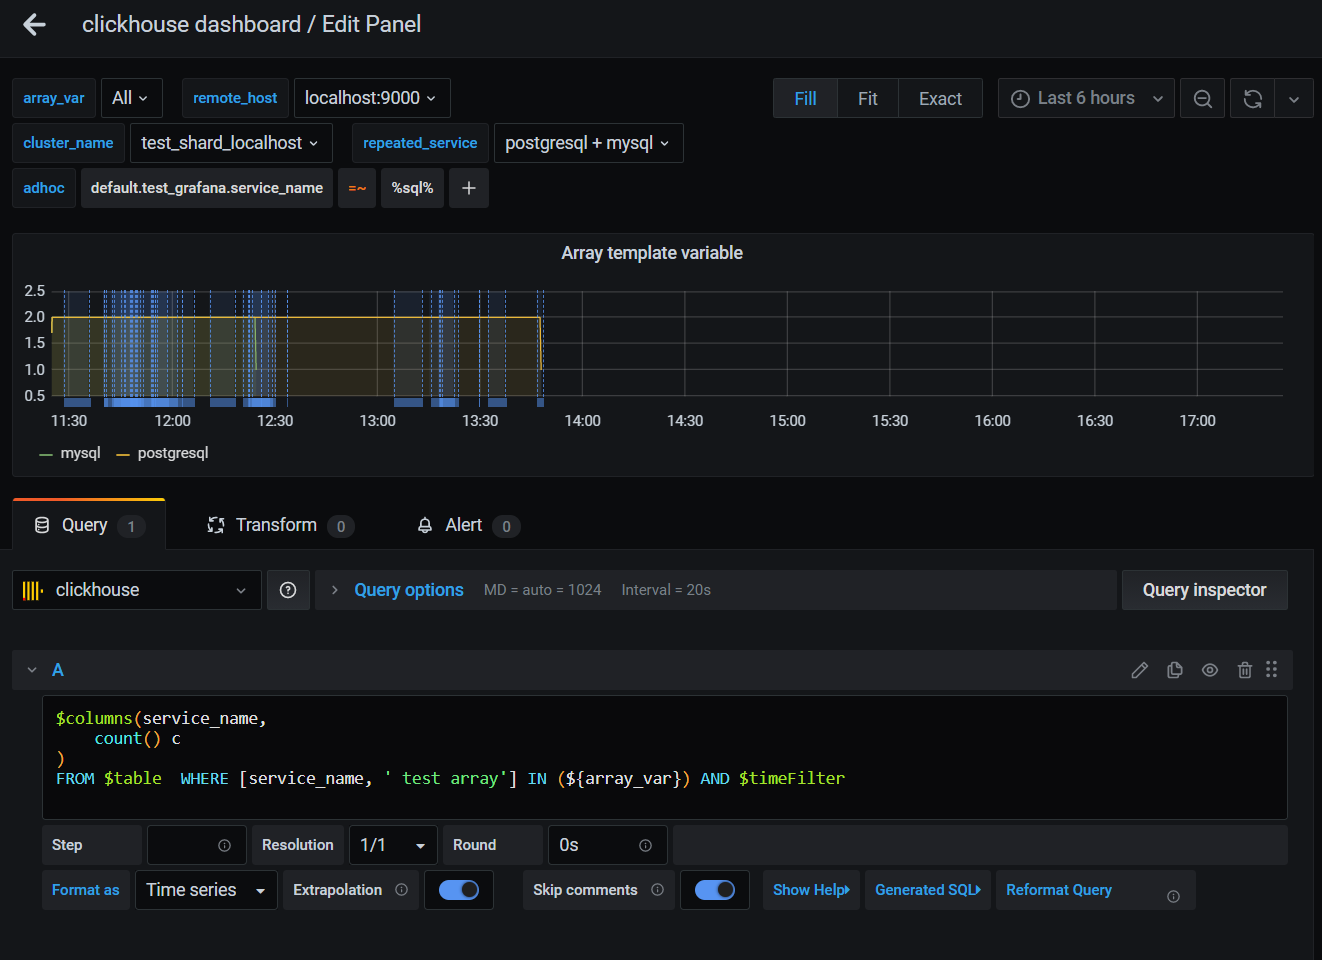 clickhouse dashboard / Edit Panel
array_var All remote_host localhost:9000 Fill Fit Exact Last 6 hours
cluster_name test_shard_localhost repeated_service postgresql + mysql
adhoc default.test_grafana.service_name =~ %sql% +
Array template variable
2.5
2.0
1.5
1.0
0.5
11:30 12:00 12:30 13:00 13:30 14:00 14:30 15:00 15:30 16:00 16:30 17:00
mysql postgresql
Query 1 Transform 0 Alert 0
clickhouse Query options MD = auto = 1024 Interval = 20s Query inspector
A
$columns(service_name,
count() c
)
FROM $table WHERE [service_name, ' test array'] IN (${array_var}) AND $timeFilter
Step Resolution 1/1 Round 0s
Format as Time series Extrapolation Skip comments Show Help Generated SQL Reformat Query